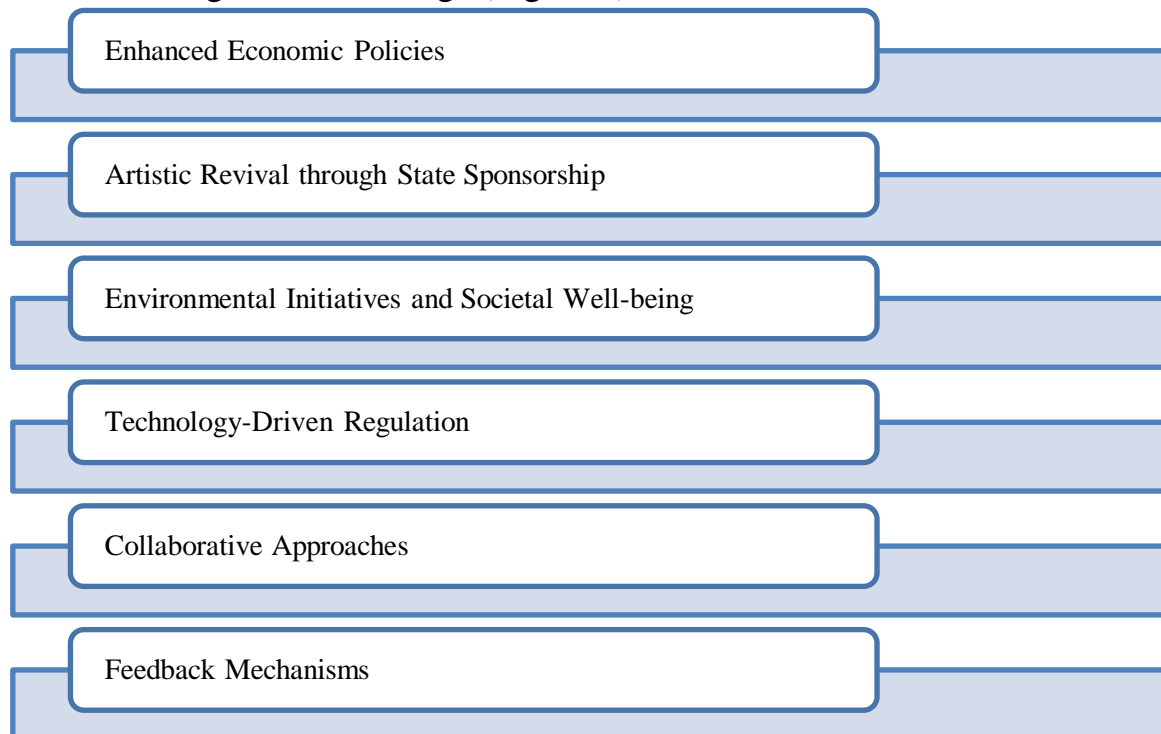 Enhanced Economic Policies
Artistic Revival through State Sponsorship
Environmental Initiatives and Societal Well-being
Technology-Driven Regulation
Collaborative Approaches
Feedback Mechanisms